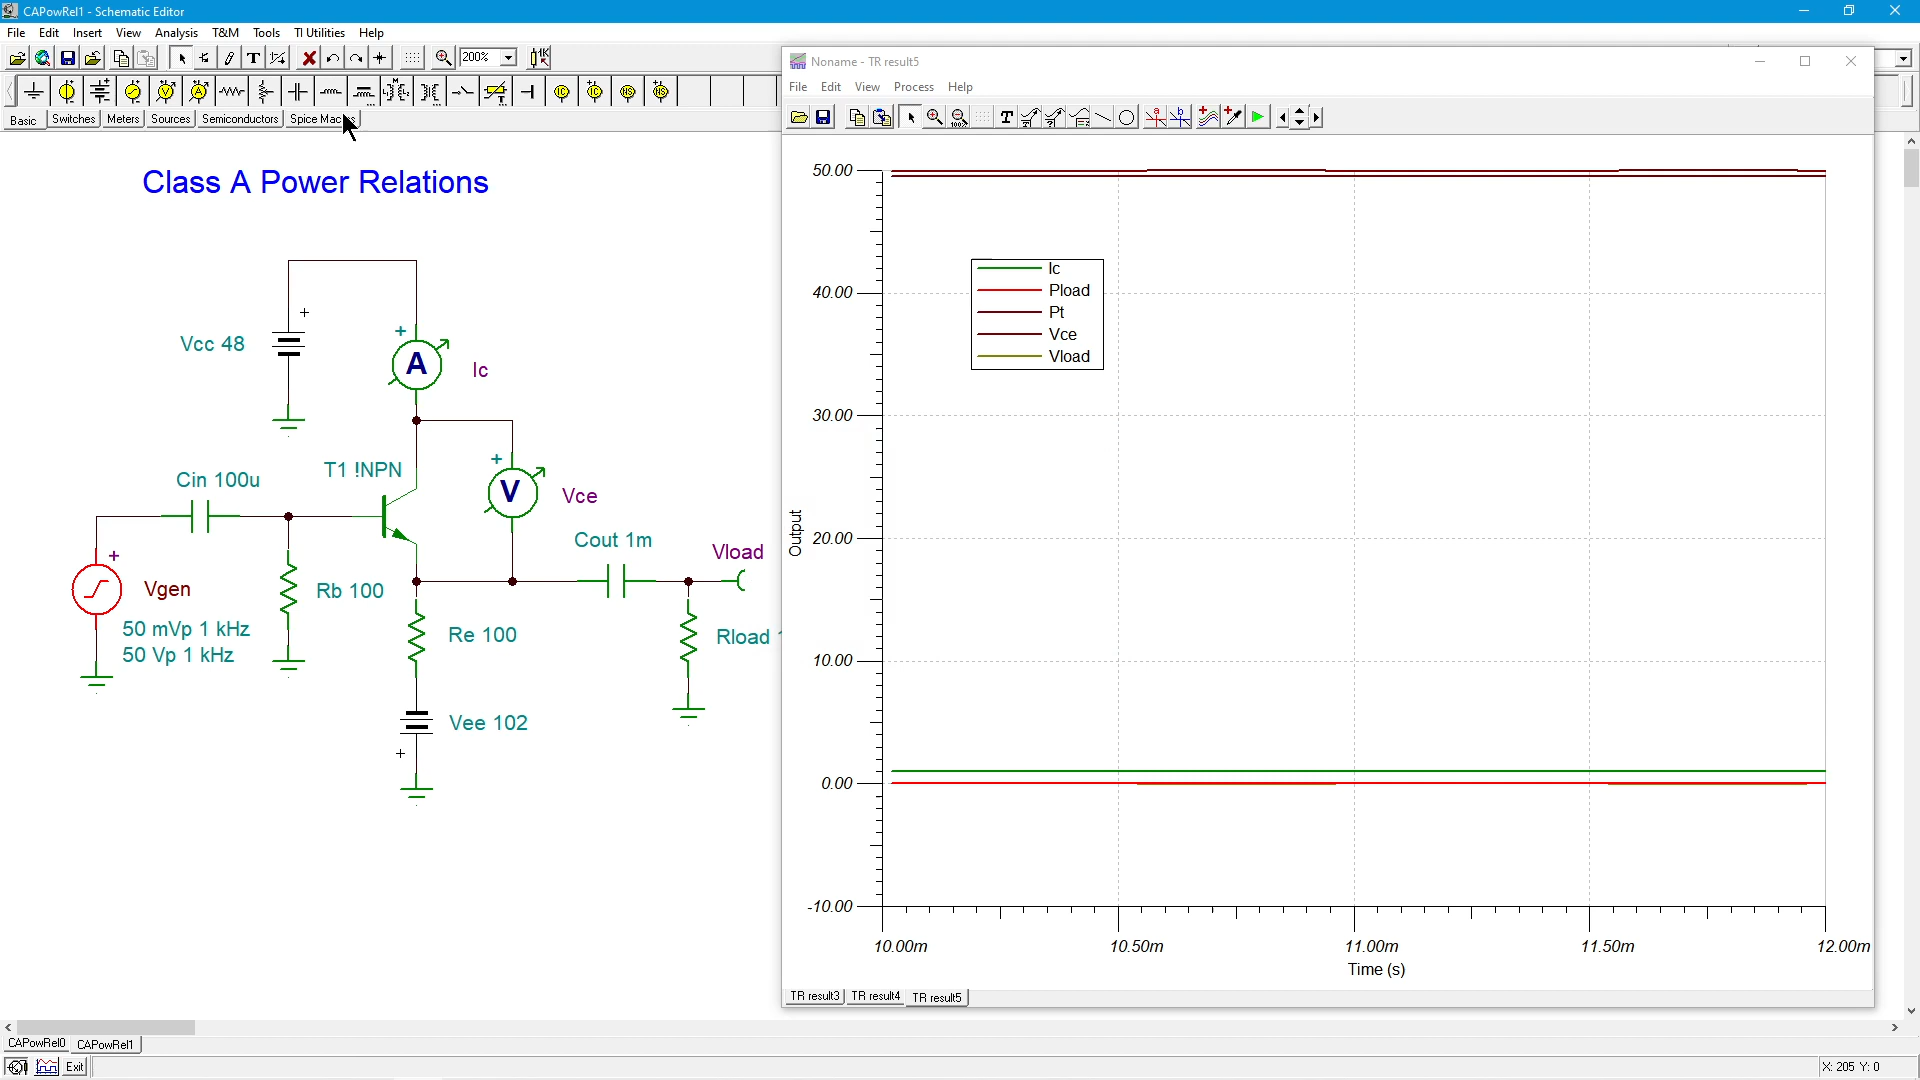 CAPowRel1 - Schematic Editor
File Edit Insert View Analysis T&M Tools TI Utilities Help
200%
Basic Switches Meters Sources Semiconductors Spice
Class A Power Relations
Vcc 48
+
+
A
Ic
T1 !NPN
Cin 100u
+
V
Vce
Cout 1m
Vload
+
Vgen
50 mVp 1 kHz
50 Vp 1 kHz
Rb 100
Re 100
Rload
Vee 102
+
Noname - TR result5
File Edit View Process Help
50.00
40.00
30.00
20.00
10.00
0.00
-10.00
Output
Ic
Pload
Pt
Vce
Vload
10.00m 10.50m 11.00m 11.50m 12.00m
Time (s)
TR result3 TR result4 TR result5
CAPowRel0 CAPowRel1
Exit
X: 205 Y: 0